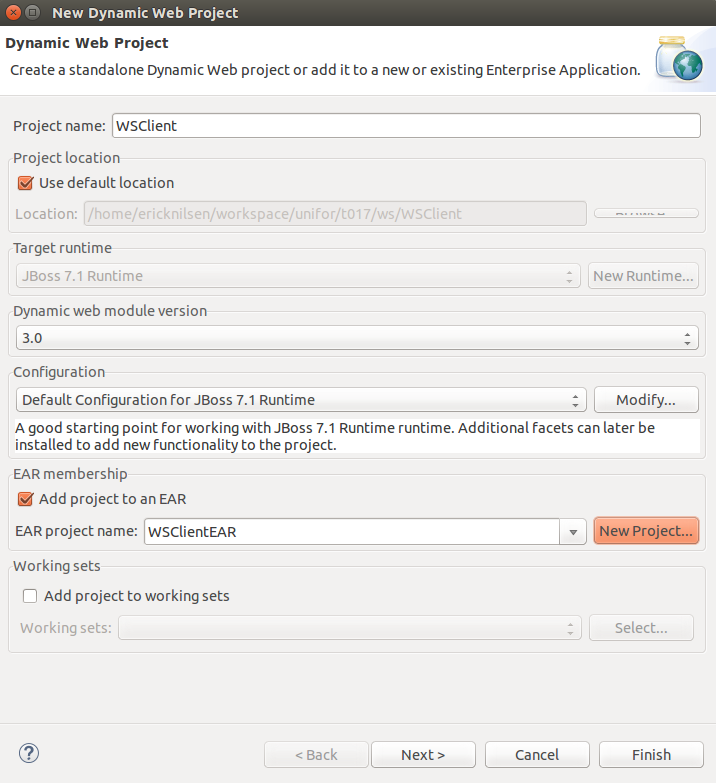 New Dynamic Web Project
Dynamic Web Project
Create a standalone Dynamic Web project or add it to a new or existing Enterprise Application.
Project name: WSClient
Project location
Use default location
Location: /home/ericknilsen/workspace/unifor/t017/ws/WSClient
Target runtime
JBoss 7.1 Runtime New Runtime...
Dynamic web module version
3.0
Configuration
Default Configuration for JBoss 7.1 Runtime Modify...
A good starting point for working with JBoss 7.1 Runtime runtime. Additional facets can later be
installed to add new functionality to the project.
EAR membership
Add project to an EAR
EAR project name: WSClientEAR New Project...
Working sets
Add project to working sets
Working sets: Select...
? < Back Next > Cancel Finish